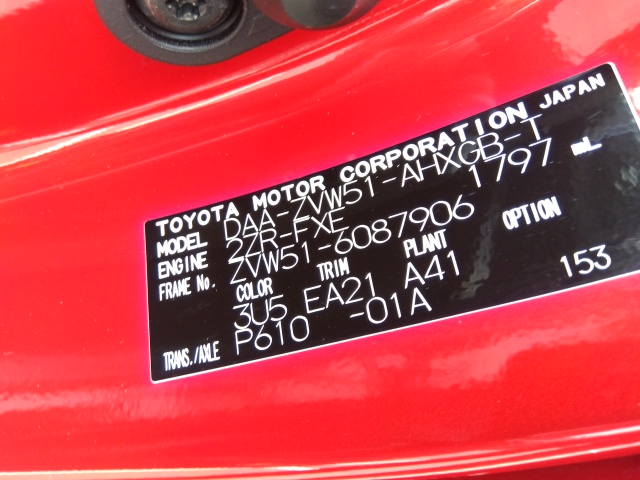 TOYOTA MOTOR CORPORATION JAPAN
MODEL DAA-ZVW51-AHXGB-T
ENGINE 2ZR-FXE 1797 mL
FRAME No. ZVW51-6087906
COLOR TRIM PLANT OPTION
3U5 EA21 A41
TRANS./AXLE P610 -01A 153